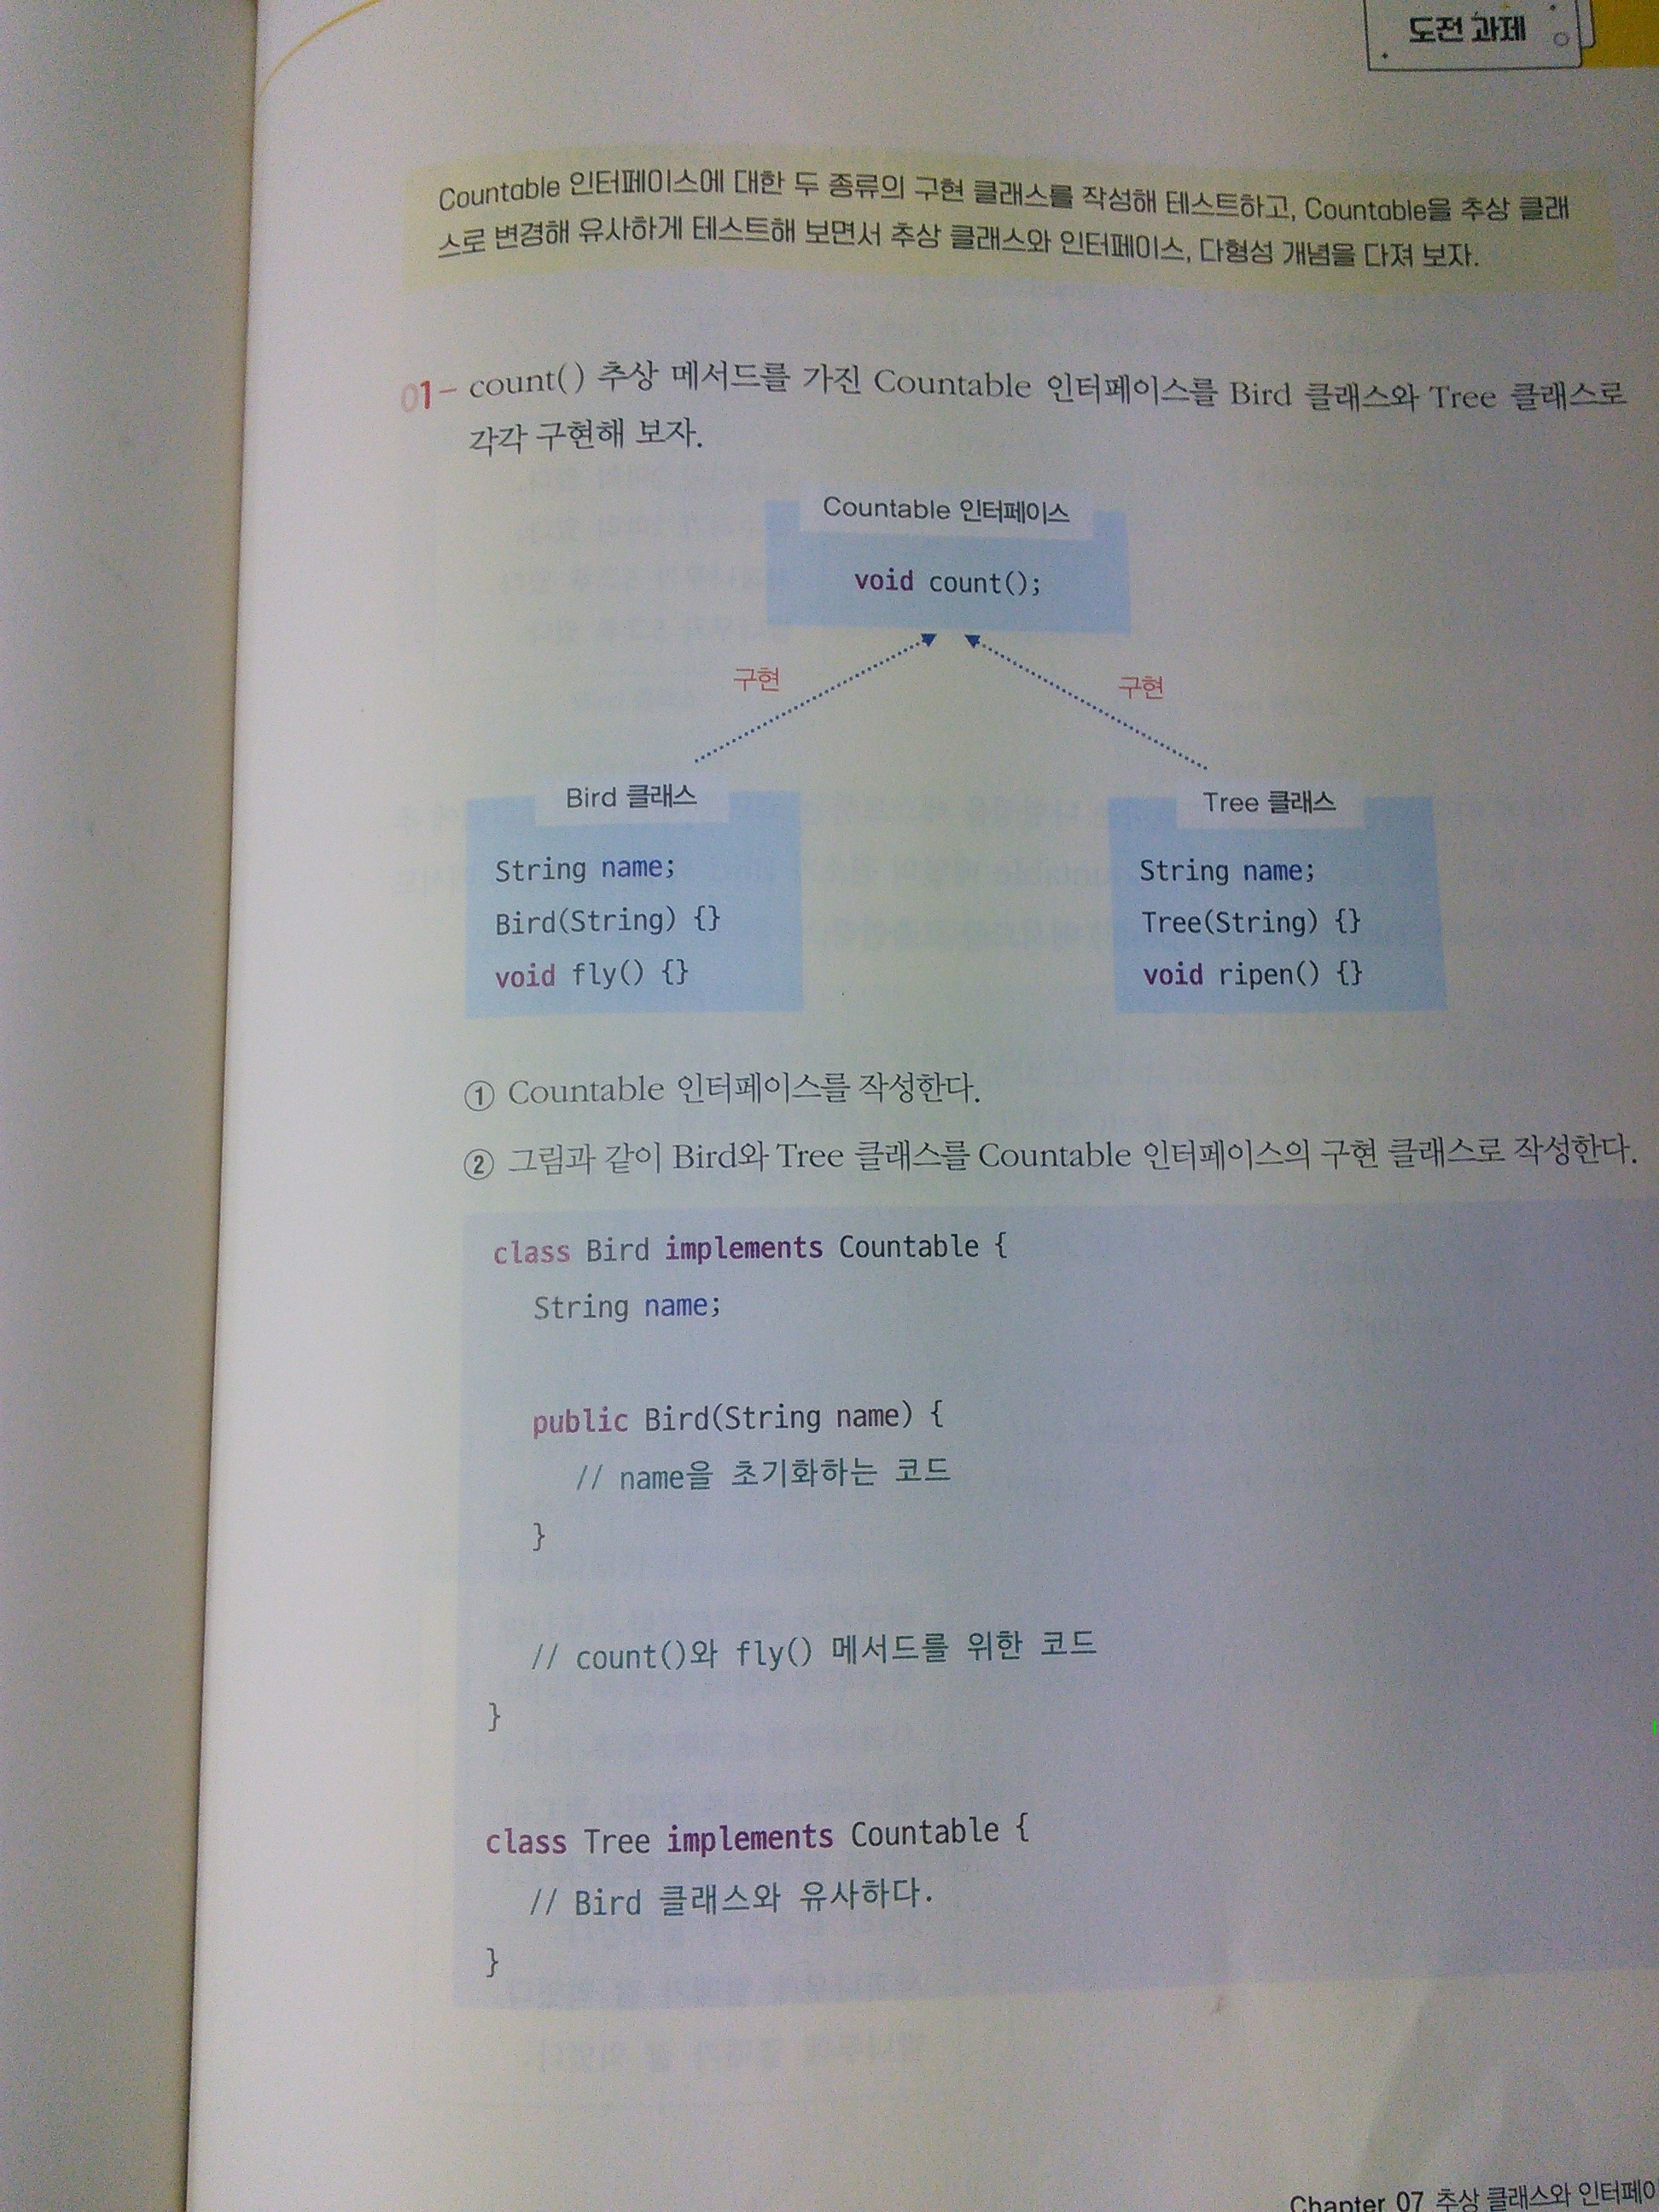 도전 과제
Countable 인터페이스에 대한 두 종류의 구현 클래스를 작성해 테스트하고, Countable을 추상 클래
스로 변경해 유사하게 테스트해 보면서 추상 클래스와 인터페이스, 다형성 개념을 다져 보자.
01- count() 추상 메서드를 가진 Countable 인터페이스를 Bird 클래스와 Tree 클래스로
각각 구현해 보자.
Countable 인터페이스
void count();
구현
구현
Bird 클래스
String name;
Bird(String) {}
void fly() {}
Tree 클래스
String name;
Tree(String) {}
void ripen() {}
① Countable 인터페이스를 작성한다.
② 그림과 같이 Bird와 Tree 클래스를 Countable 인터페이스의 구현 클래스로 작성한다.
class Bird implements Countable {
String name;
public Bird(String name) {
// name을 초기화하는 코드
}
// count()와 fly() 메서드를 위한 코드
}
class Tree implements Countable {
// Bird 클래스와 유사하다.
}
Chapter 07 추상 클래스와 인터페이